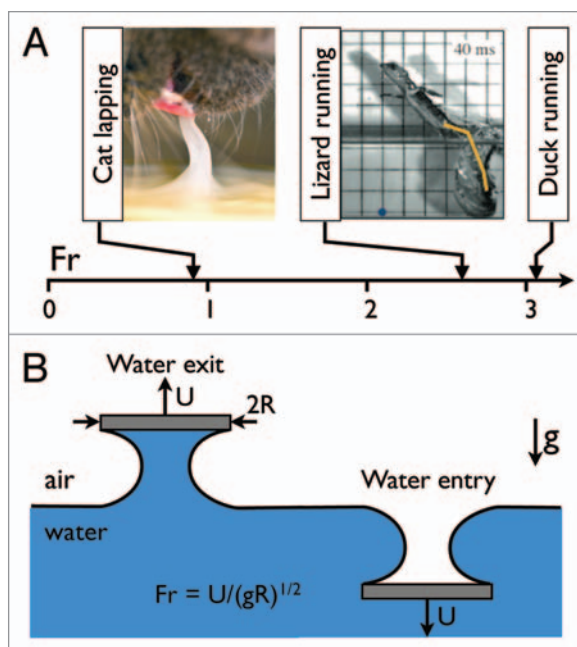 A
Cat lapping
40 ms
Lizard running
Duck running
Fr
0 1 2 3
B
Water exit
U
2R
g
air
Water entry
water
Fr = U/(gR)^{1/2}
U